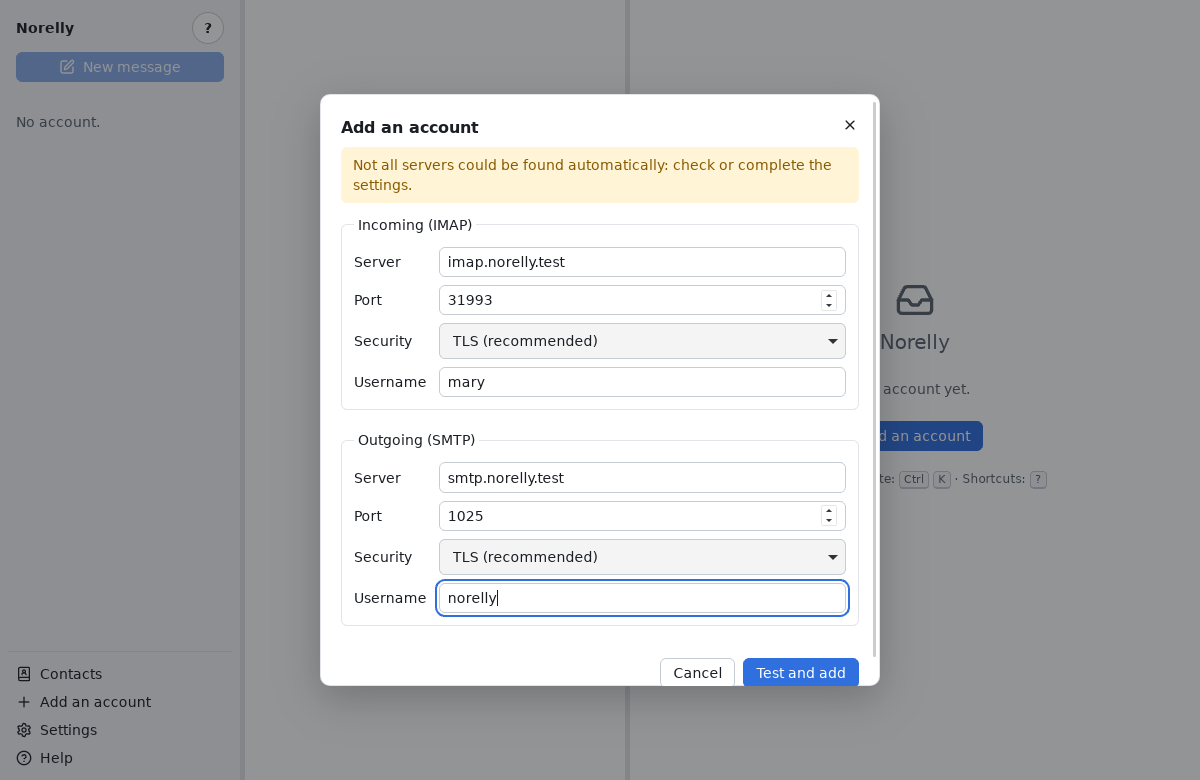 Norelly
?
New message
No account.
Contacts
Add an account
Settings
Help
Add an account
Not all servers could be found automatically: check or complete the
settings.
Incoming (IMAP)
Server imap.norelly.test
Port 31993
Security TLS (recommended)
Username mary
Outgoing (SMTP)
Server smtp.norelly.test
Port 1025
Security TLS (recommended)
Username norelly
Cancel Test and add
Norelly
account yet.
an account
Ctrl K · Shortcuts: ?